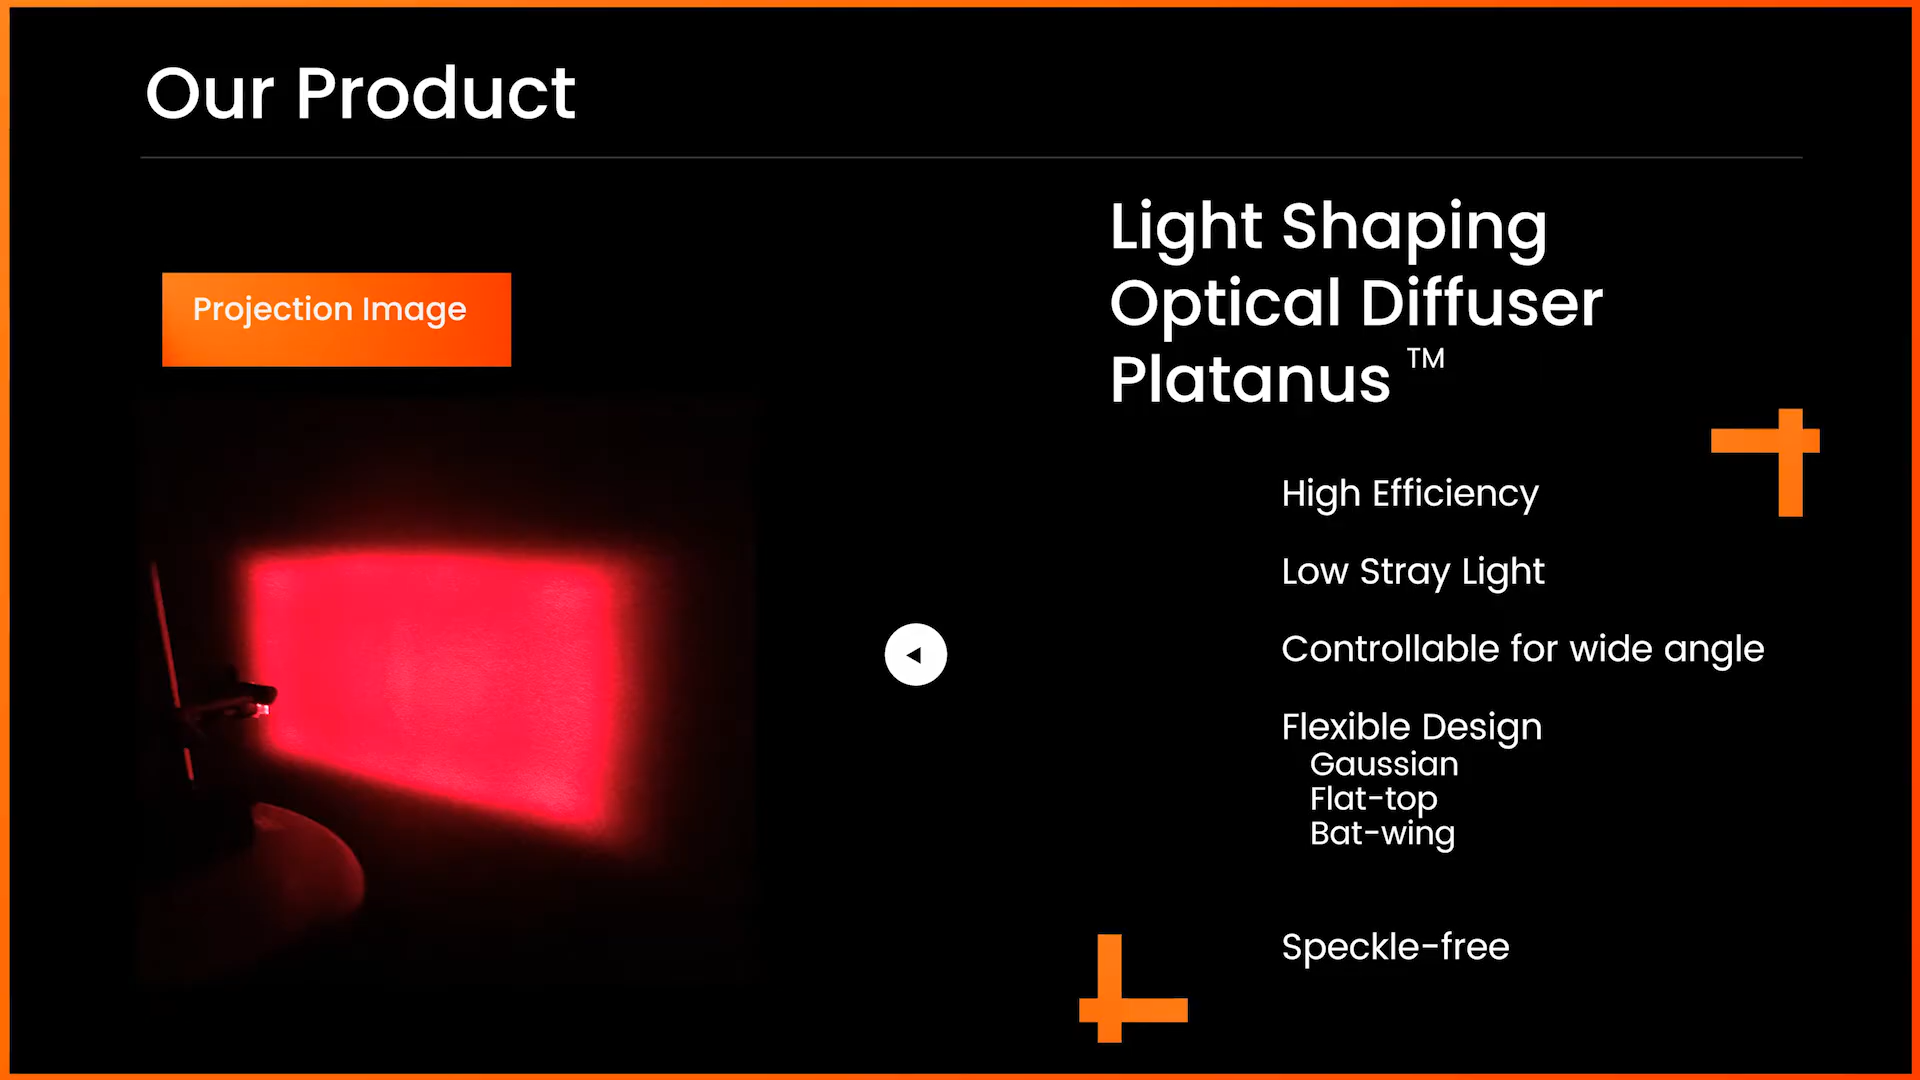 Our Product
Projection Image
Light Shaping
Optical Diffuser
Platanus ™
High Efficiency
Low Stray Light
Controllable for wide angle
Flexible Design
Gaussian
Flat-top
Bat-wing
Speckle-free